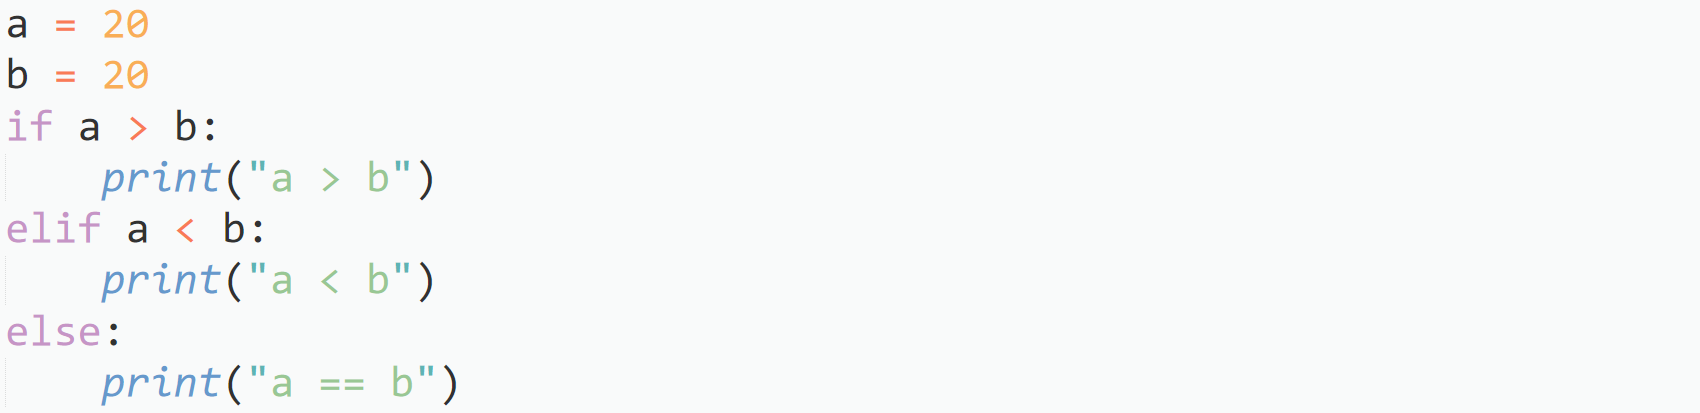 a = 20
b = 20
if a > b:
    print("a > b")
elif a < b:
    print("a < b")
else:
    print("a == b")